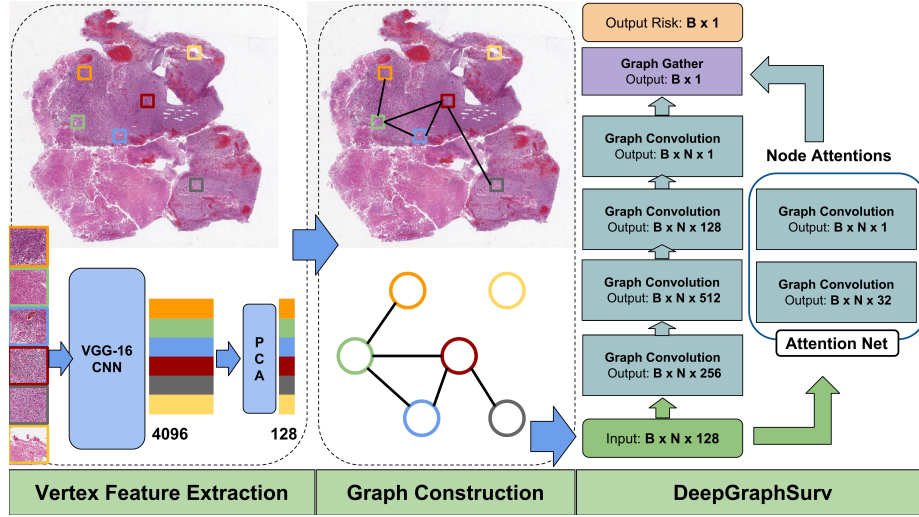 VGG-16
CNN
4096
P
C
A
128
Vertex Feature Extraction
Graph Construction
Output Risk: B x 1
Graph Gather
Output: B x 1
Graph Convolution
Output: B x N x 1
Graph Convolution
Output: B x N x 128
Graph Convolution
Output: B x N x 512
Graph Convolution
Output: B x N x 256
Input: B x N x 128
Node Attentions
Graph Convolution
Output: B x N x 1
Graph Convolution
Output: B x N x 32
Attention Net
DeepGraphSurv